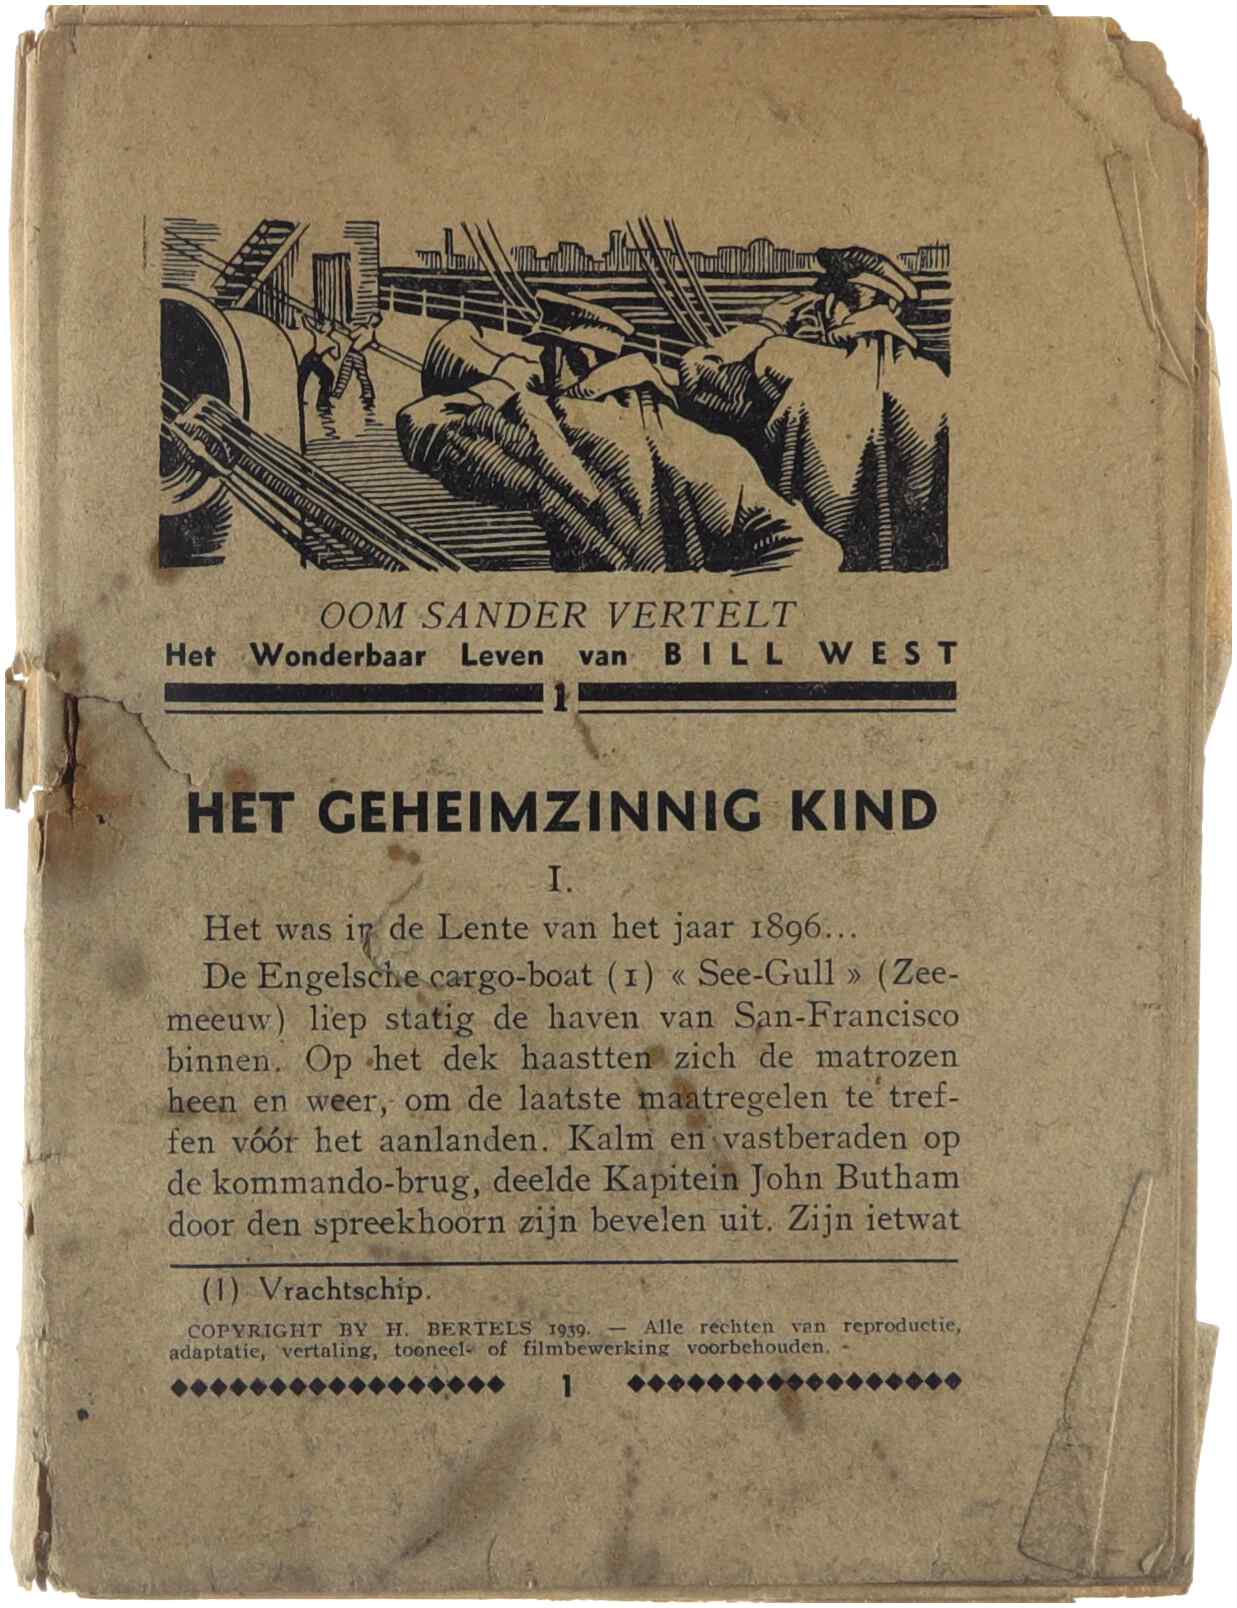 OOM SANDER VERTELT
Het Wonderbaar Leven van BILL WEST
1
HET GEHEIMZINNIG KIND
I.
Het was in de Lente van het jaar 1896...
De Engelsche cargo-boat (1) « See-Gull » (Zee-
meeuw) liep statig de haven van San-Francisco
binnen. Op het dek haastten zich de matrozen
heen en weer, om de laatste maatregelen te tref-
fen vóór het aanlanden. Kalm en vastberaden op
de kommando-brug, deelde Kapitein John Butham
door den spreekhoorn zijn bevelen uit. Zijn ietwat
(1) Vrachtschip.
COPYRIGHT BY H. BERTELS 1939. — Alle rechten van reproductie,
adaptatie, vertaling, tooneel- of filmbewerking voorbehouden. -
1